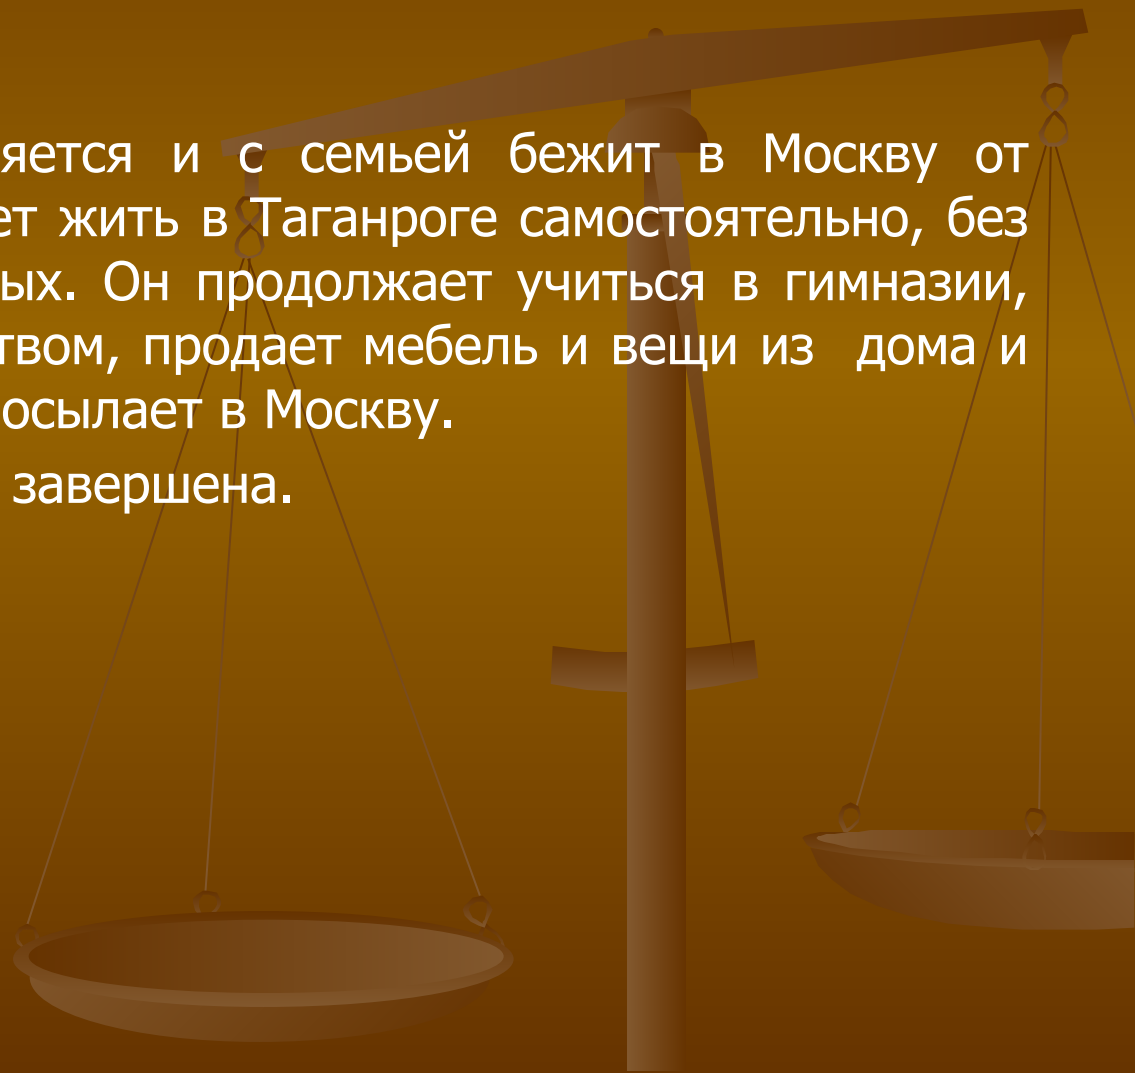 яется и с семьей бежит в Москву от
ет жить в Таганроге самостоятельно, без
ых. Он продолжает учиться в гимназии,
твом, продает мебель и вещи из дома и
осылает в Москву.
завершена.